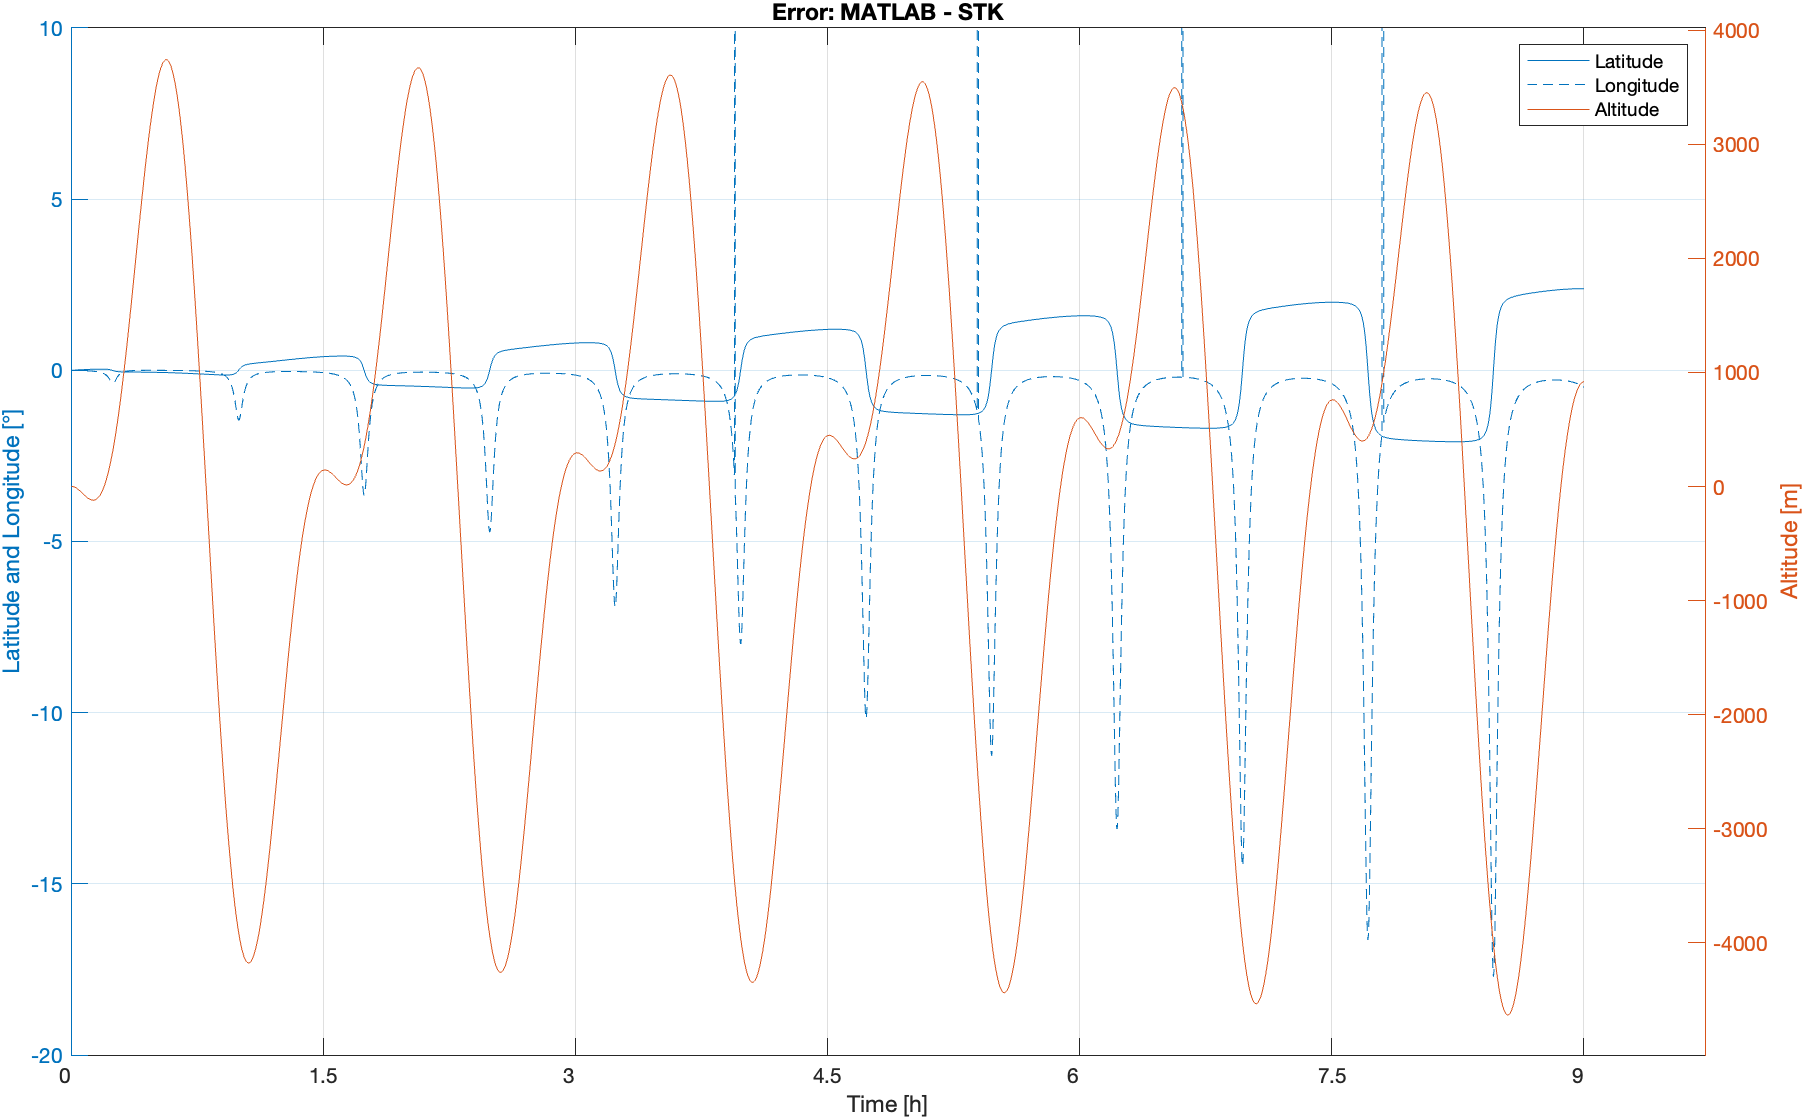 Error: MATLAB - STK
Latitude
Longitude
Altitude
Latitude and Longitude [°]
10
5
0
-5
-10
-15
-20
Altitude [m]
4000
3000
2000
1000
0
-1000
-2000
-3000
-4000
0 1.5 3 4.5 6 7.5 9
Time [h]